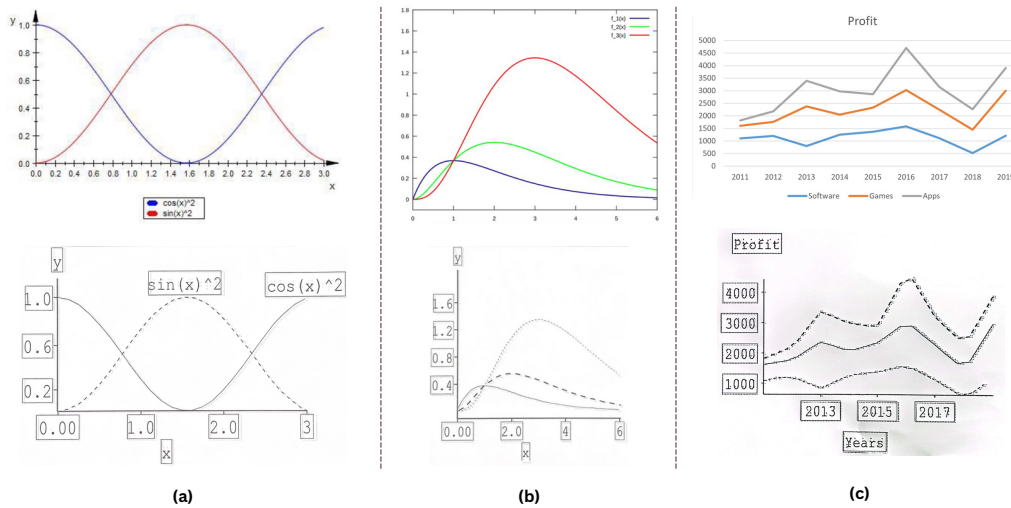 y
1.0
0.8
0.6
0.4
0.2
0.0
0.0 0.2 0.4 0.6 0.8 1.0 1.2 1.4 1.6 1.8 2.0 2.2 2.4 2.6 2.8 3.0
x
cos(x)^2
sin(x)^2
y
sin(x)^2 cos(x)^2
1.0
0.6
0.2
0.00 1.0 2.0 3
x
(a)
1.8
f_1(x)
f_2(x)
f_3(x)
1.6
1.4
1.2
1
0.8
0.6
0.4
0.2
0
0 1 2 3 4 5 6
y
1.6
1.2
0.8
0.4
0.00 2.0 4 6
x
(b)
Profit
5000
4500
4000
3500
3000
2500
2000
1500
1000
500
0
2011 2012 2013 2014 2015 2016 2017 2018 2019
Software Games Apps
Profit
4000
3000
2000
1000
2013 2015 2017
Years
(c)